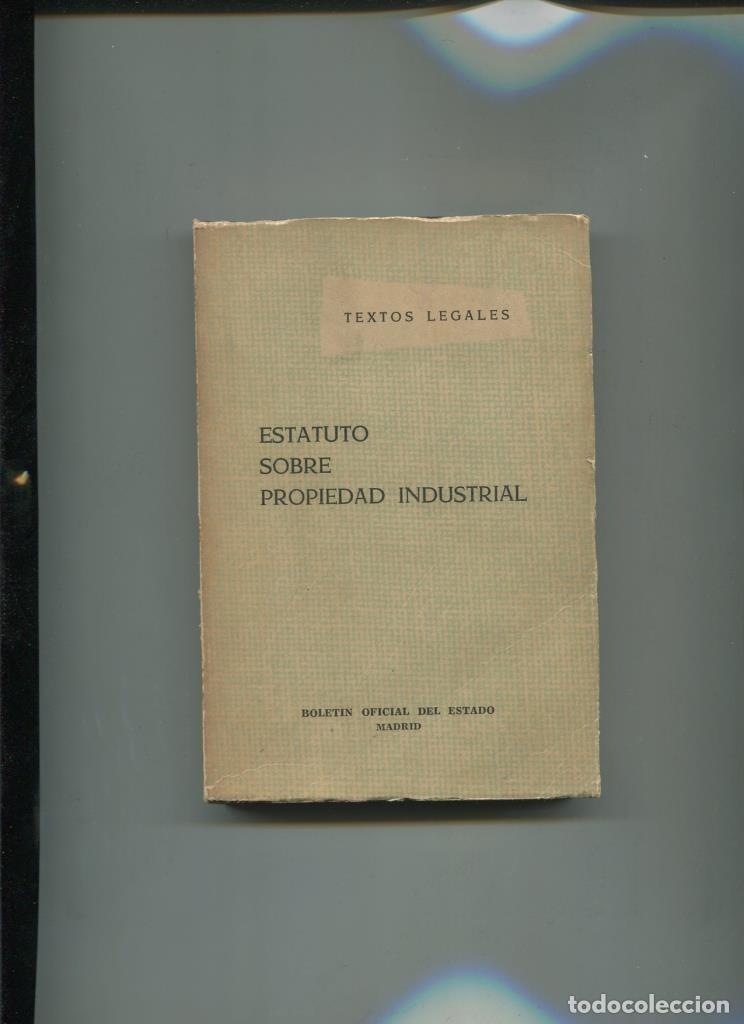 TEXTOS LEGALES
ESTATUTO
SOBRE
PROPIEDAD INDUSTRIAL
BOLETIN OFICIAL DEL ESTADO
MADRID
todocoleccion